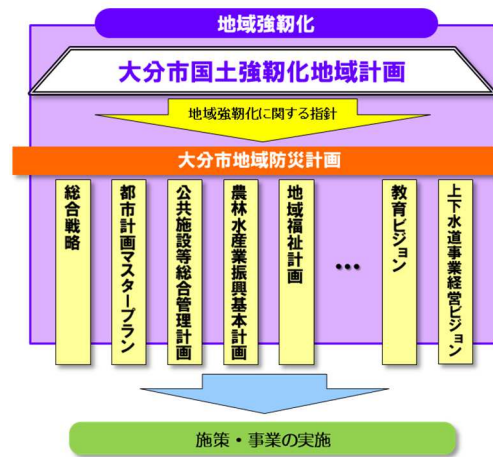 地域強靭化
大分市国土強靭化地域計画
地域強靭化に関する指針
大分市地域防災計画
総合戦略
都市計画マスタープラン
公共施設等総合管理計画
農林水産業振興基本計画
地域福祉計画
…
教育ビジョン
上下水道事業経営ビジョン
施策・事業の実施